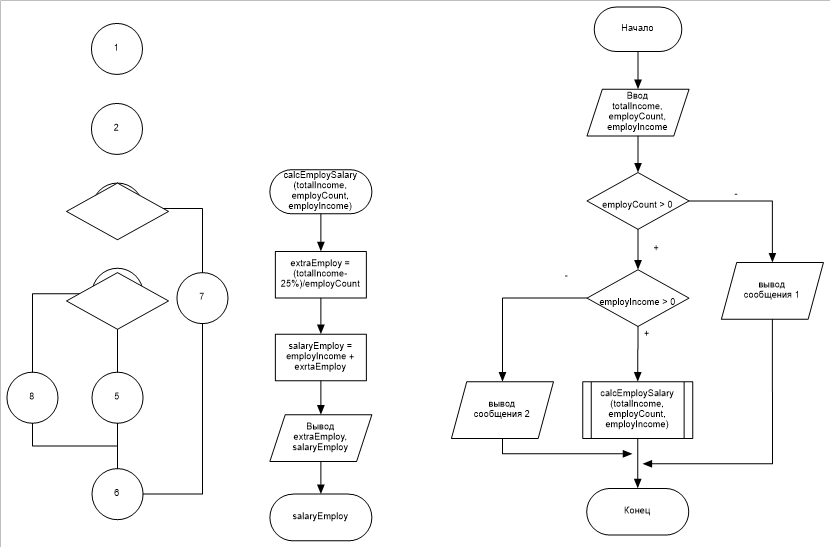 1
2
7
8
5
6
calcEmploySalary
(totalIncome,
employCount,
employIncome)
extraEmploy =
(totalIncome-
25%)/employCount
salaryEmploy =
employIncome +
exrtaEmploy
Вывод
extraEmploy,
salaryEmploy
salaryEmploy
Начало
Ввод
totalIncome,
employCount,
employIncome
employCount > 0
-
+
вывод
сообщения 1
-
employIncome > 0
+
вывод
сообщения 2
calcEmploySalary
(totalIncome,
employCount,
employIncome)
Конец